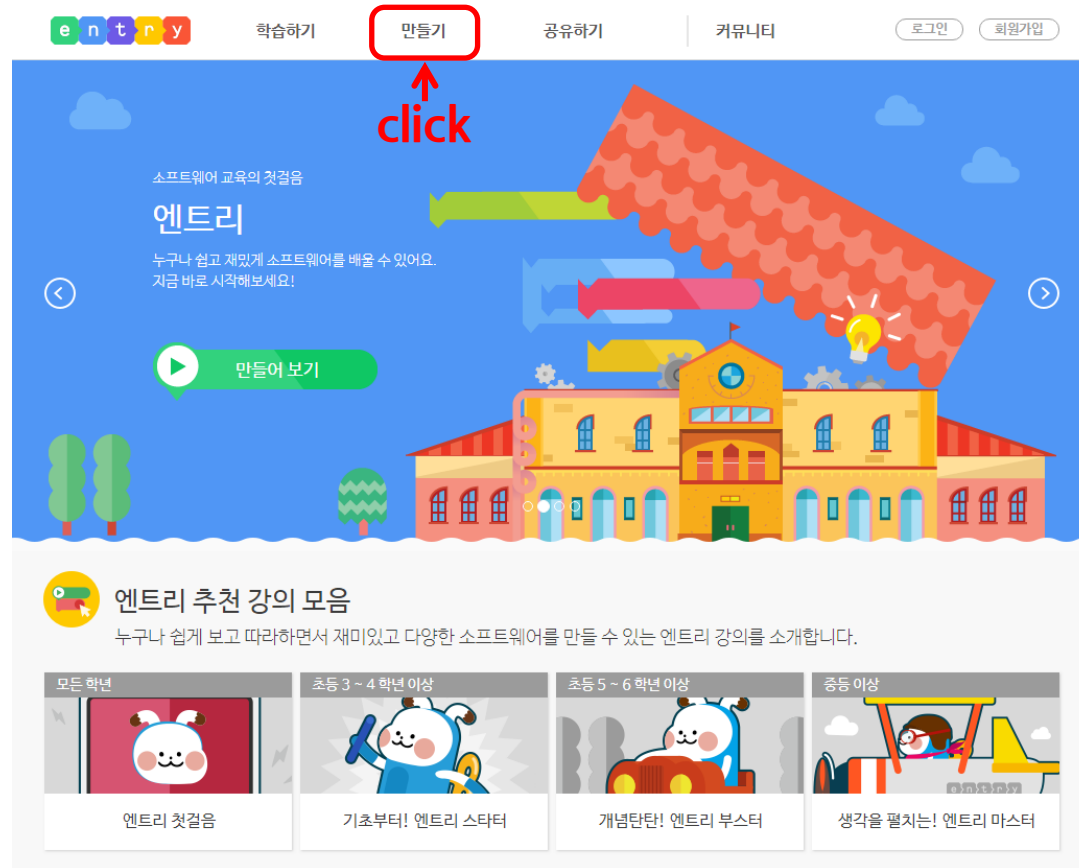 entry 학습하기 만들기 공유하기 커뮤니티 로그인 회원가입
click
소프트웨어 교육의 첫걸음
엔트리
누구나 쉽고 재밌게 소프트웨어를 배울 수 있어요.
지금 바로 시작해보세요!
만들어 보기
엔트리 추천 강의 모음
누구나 쉽게 보고 따라하면서 재미있고 다양한 소프트웨어를 만들 수 있는 엔트리 강의를 소개합니다.
모든 학년 초등 3 ~ 4 학년 이상 초등 5 ~ 6 학년 이상 중등 이상
entry
엔트리 첫걸음 기초부터! 엔트리 스타터 개념탄탄! 엔트리 부스터 생각을 펼치는! 엔트리 마스터